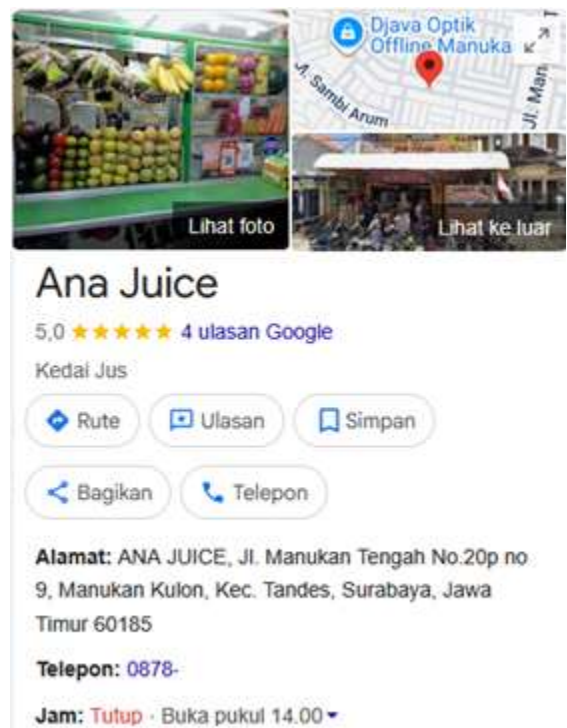 Djava Optik
Offline Manuka
Jl. Sambi Arum
Jl. Man
Lihat foto
Lihat ke luar
Ana Juice
5,0 4 ulasan Google
Kedai Jus
Rute
Ulasan
Simpan
Bagikan
Telepon
Alamat: ANA JUICE, Jl. Manukan Tengah No.20p no
9, Manukan Kulon, Kec. Tandes, Surabaya, Jawa
Timur 60185
Telepon: 0878-
Jam: Tutup · Buka pukul 14.00